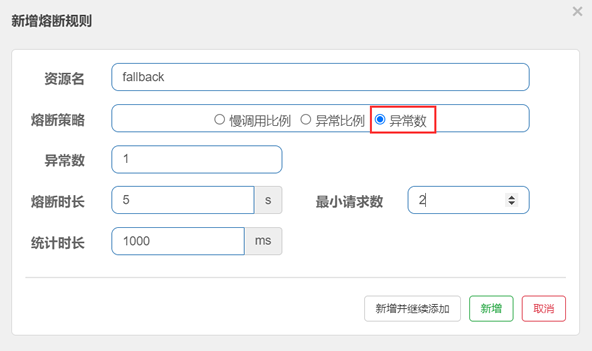 新增熔断规则
资源名 fallback
熔断策略 慢调用比例 异常比例 异常数
异常数 1
熔断时长 5 s 最小请求数 2
统计时长 1000 ms
新增并继续添加 新增 取消